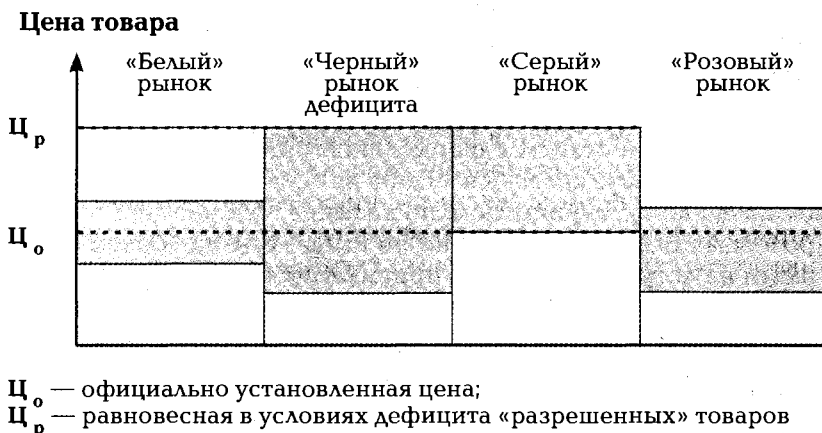 Цена товара
«Белый» рынок
«Черный» рынок дефицита
«Серый» рынок
«Розовый» рынок
Ц р
Ц о
Ц о — официально установленная цена;
Ц р — равновесная в условиях дефицита «разрешенных» товаров